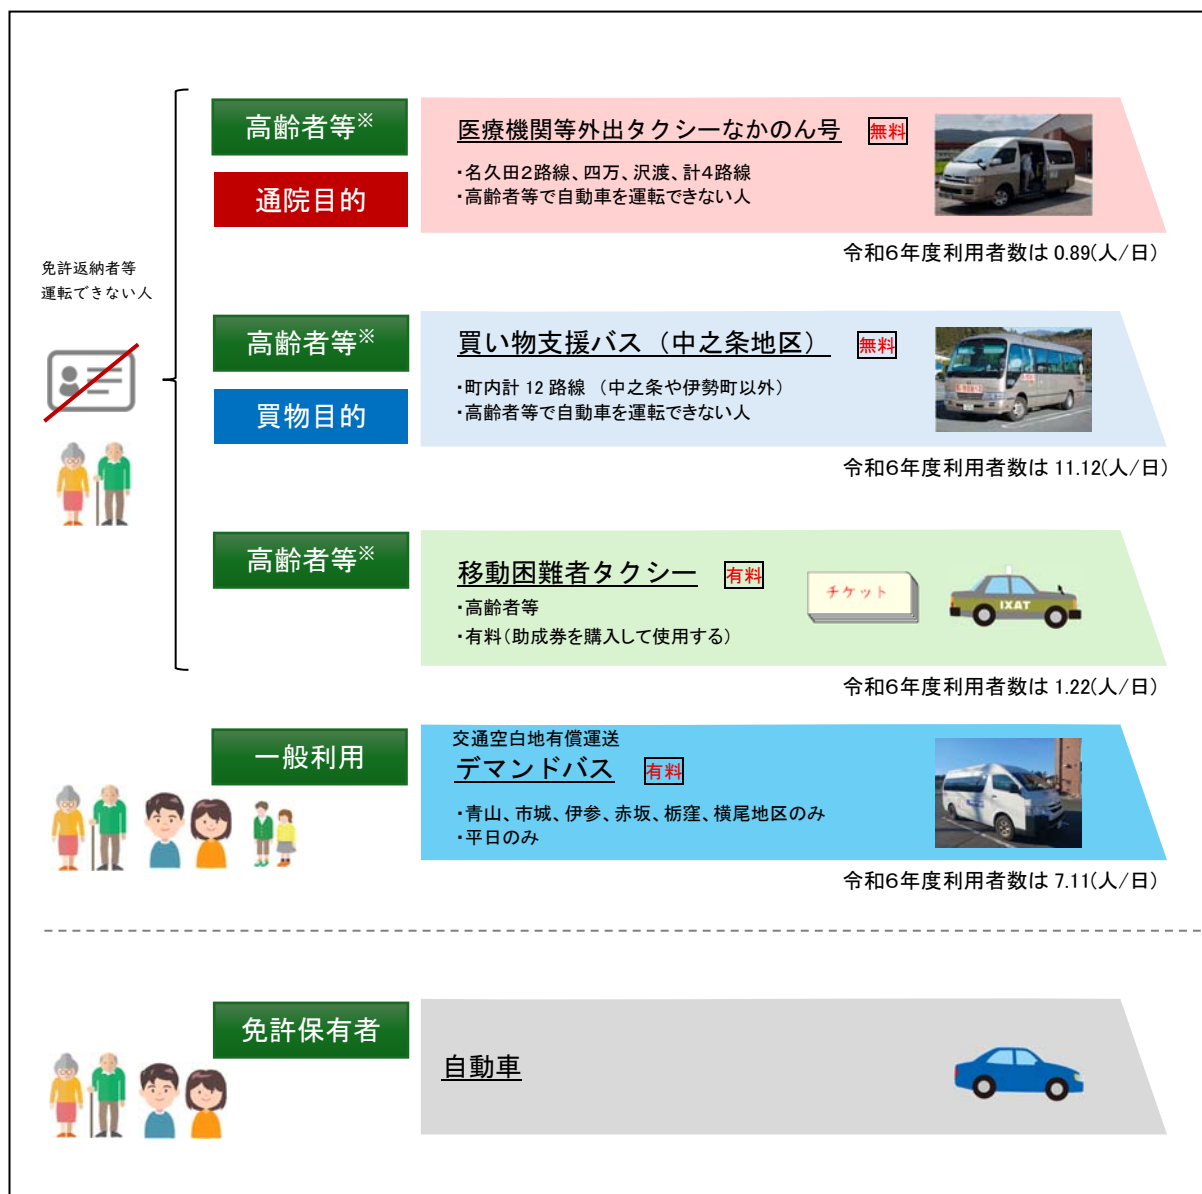 高齢者等※
通院目的
医療機関等外出タクシーなかのん号 無料
・名久田2路線、四万、沢渡、計4路線
・高齢者等で自動車を運転できない人
令和6年度利用者数は 0.89(人/日)
免許返納者等
運転できない人
高齢者等※
買物目的
買い物支援バス（中之条地区） 無料
・町内計 12 路線 （中之条や伊勢町以外）
・高齢者等で自動車を運転できない人
令和6年度利用者数は 11.12(人/日)
高齢者等※
移動困難者タクシー 有料
・高齢者等
・有料(助成券を購入して使用する)
チケット
IXAT
令和6年度利用者数は 1.22(人/日)
一般利用
交通空白地有償運送
デマンドバス 有料
・青山、市城、伊参、赤坂、栃窪、横尾地区のみ
・平日のみ
令和6年度利用者数は 7.11(人/日)
免許保有者
自動車